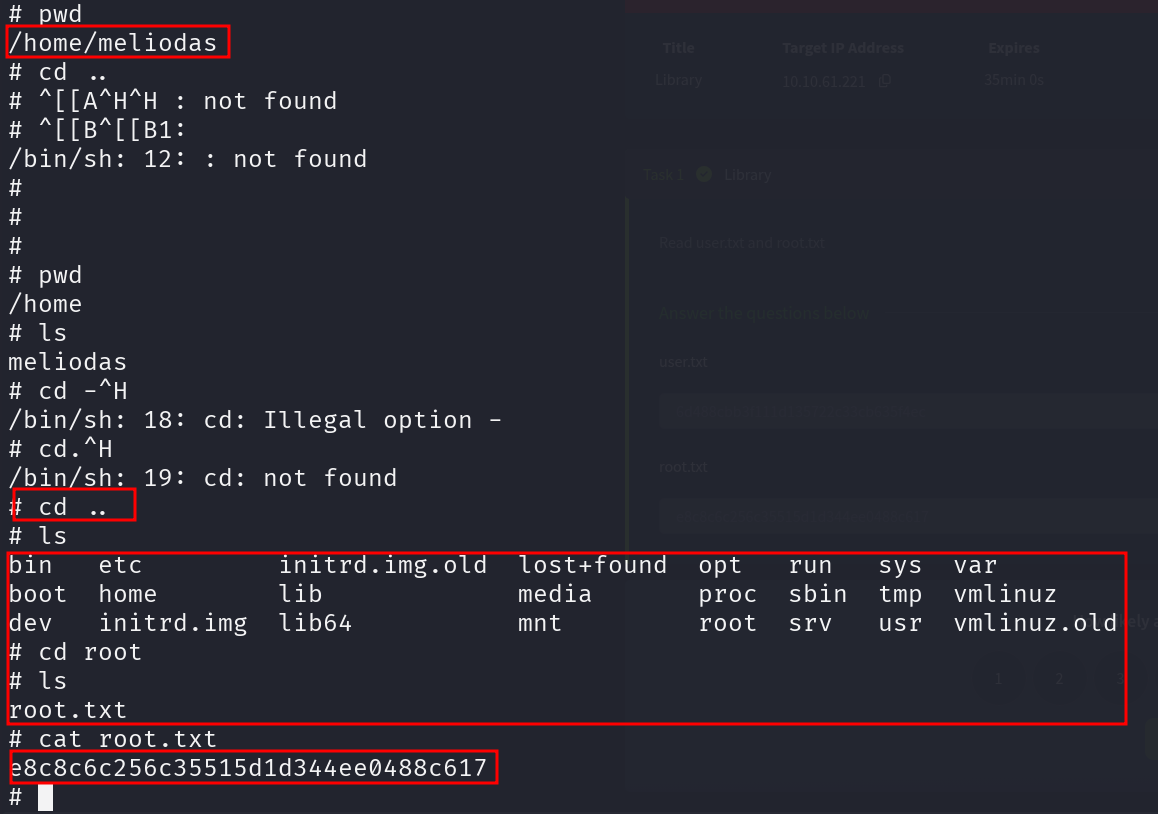 # pwd
/home/meliodas
# cd ..
# ^[[A^H^H : not found
# ^[[B^[[B1:
/bin/sh: 12: : not found
#
#
#
# pwd
/home
# ls
meliodas
# cd -^H
/bin/sh: 18: cd: Illegal option -
# cd.^H
/bin/sh: 19: cd: not found
# cd ..
# ls
bin etc initrd.img.old lost+found opt run sys var
boot home lib media proc sbin tmp vmlinuz
dev initrd.img lib64 mnt root srv usr vmlinuz.old
# cd root
# ls
root.txt
# cat root.txt
e8c8c6c256c35515d1d344ee0488c617
#
Title Target IP Address Expires
Library 10.10.61.221 35min 0s
Task 1 Library
Read user.txt and root.txt
Answer the questions below
user.txt
root.txt
1 2 3